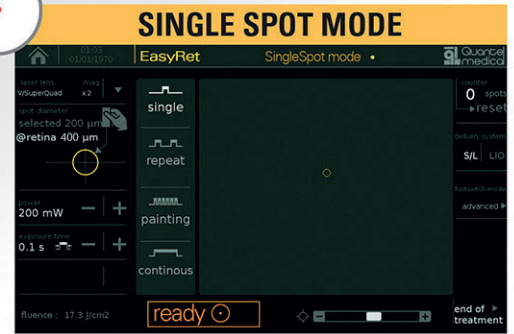 SINGLE SPOT MODE
01:03
01/01/1970
EasyRet
SingleSpot mode
Quantel
medical
laser lens
mag
V/SuperQuad
x2
spot diameter
selected 200 µm
@retina 400 µm
power
200 mW
exposure time
0.1 s
fluence : 17.3 J/cm2
single
repeat
painting
continous
ready
counter
0 spots
reset
delivery system
S/L
LIO
footswitch mode
advanced
end of
treatment